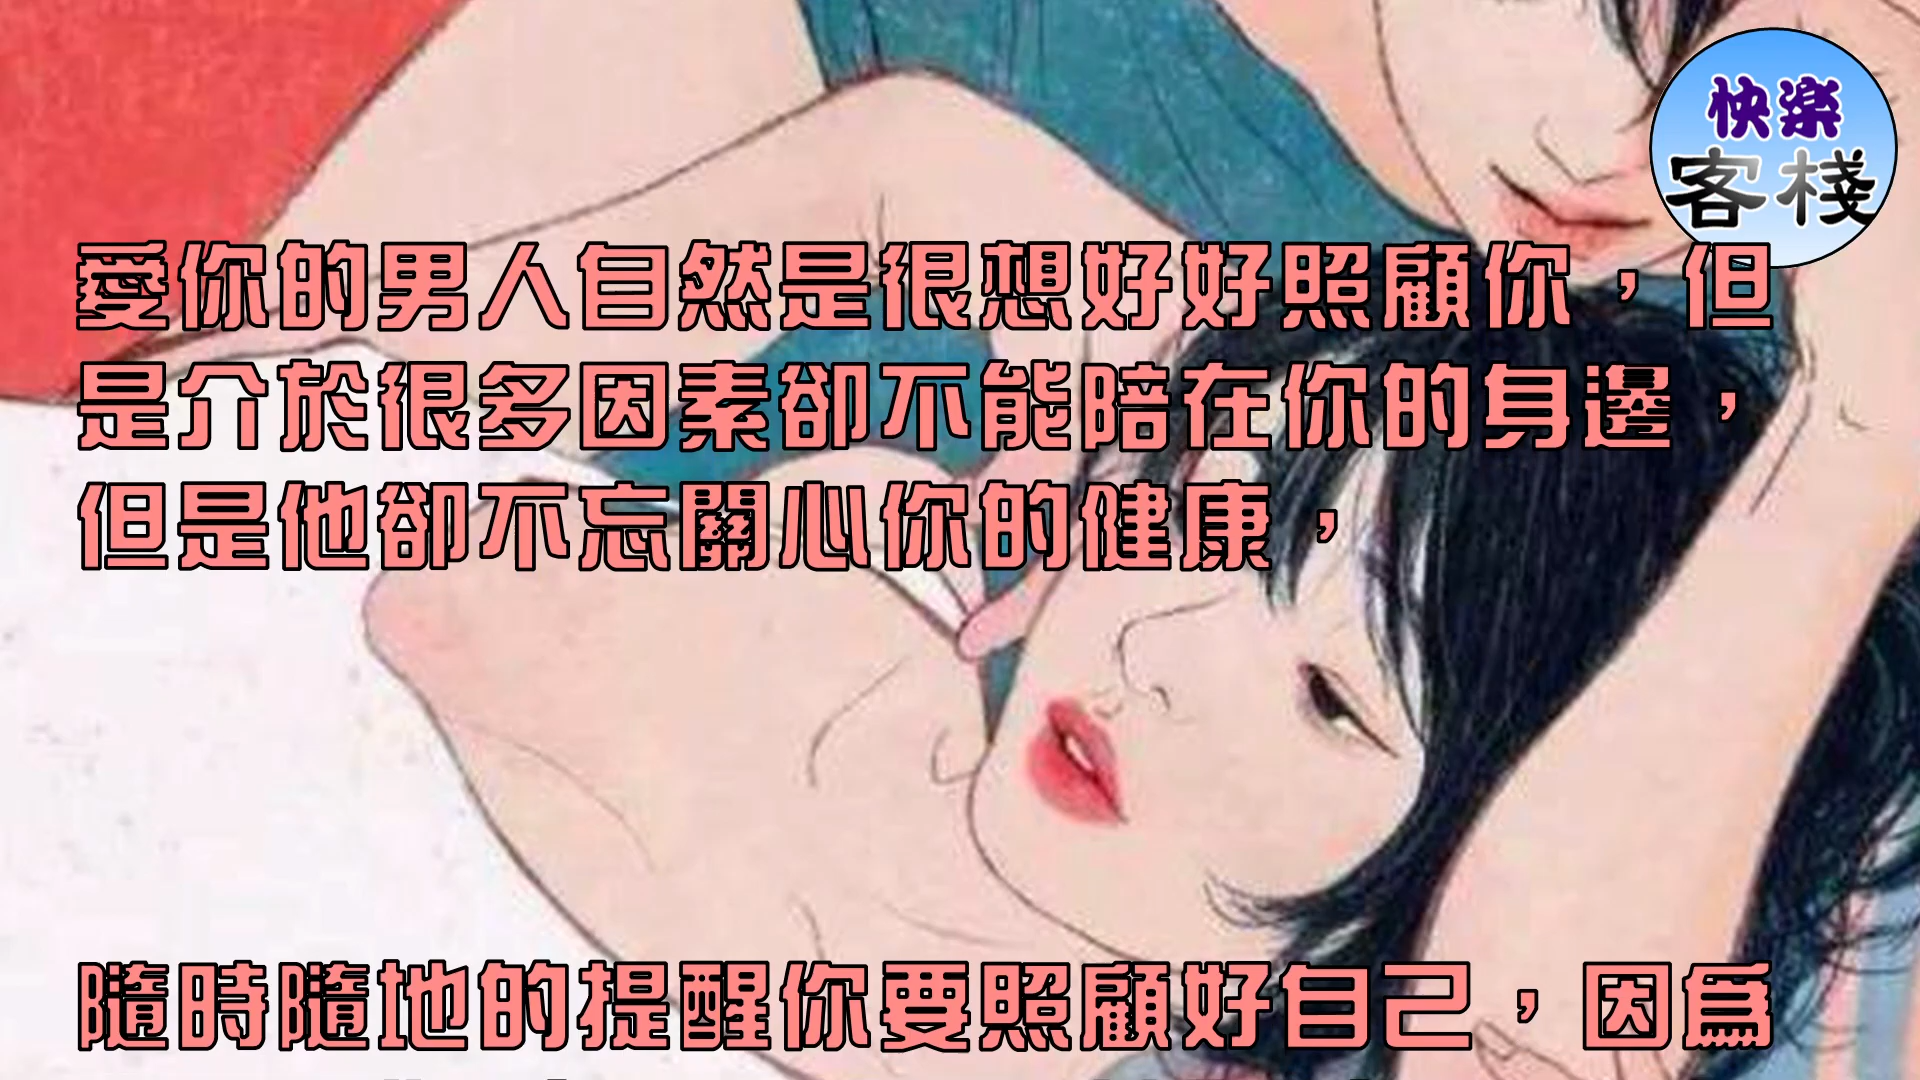 快樂
客棧
愛你的男人自然是很想好好照顧你，但
是介於很多因素卻不能陪在你的身邊，
但是他卻不忘關心你的健康，
隨時隨地的提醒你要照顧好自己，因為